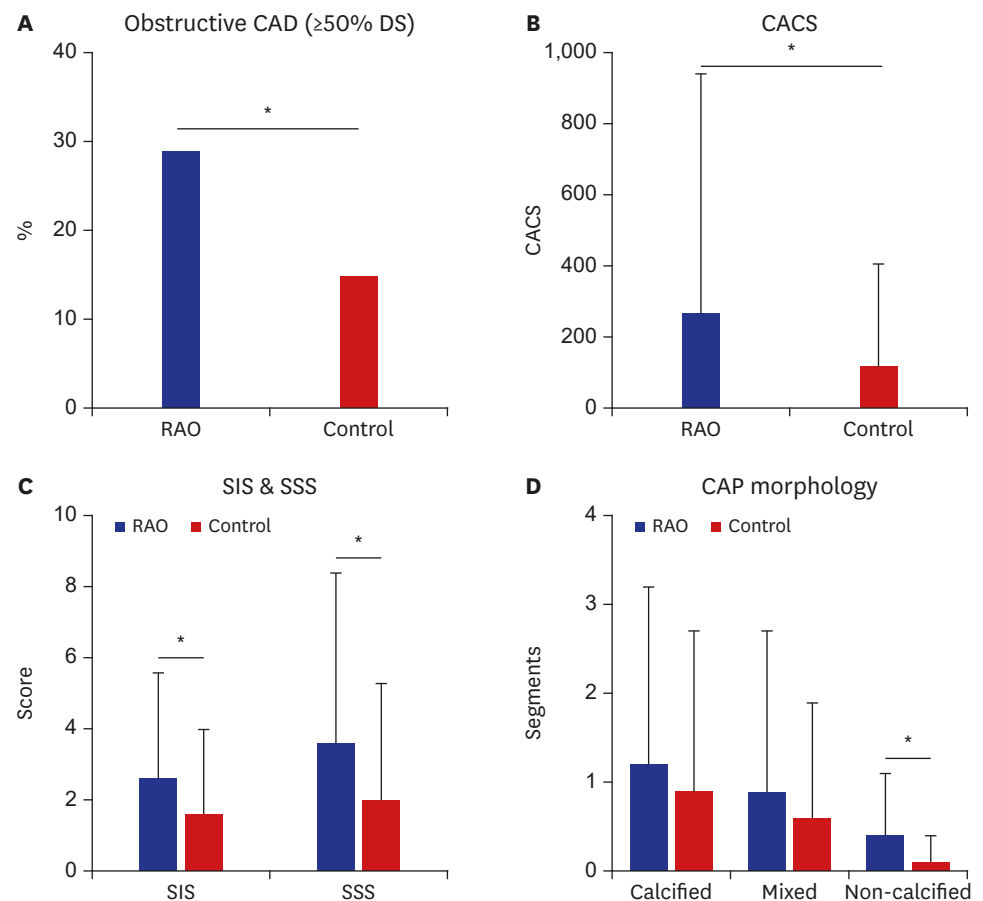 A Obstructive CAD (≥50% DS)
40
30
20
10
0
%
*
RAO Control
B CACS
1,000
800
600
400
200
0
CACS
*
RAO Control
C SIS & SSS
10
8
6
4
2
0
Score
RAO Control
*
*
SIS SSS
D CAP morphology
4
3
2
1
0
Segments
RAO Control
*
Calcified Mixed Non-calcified